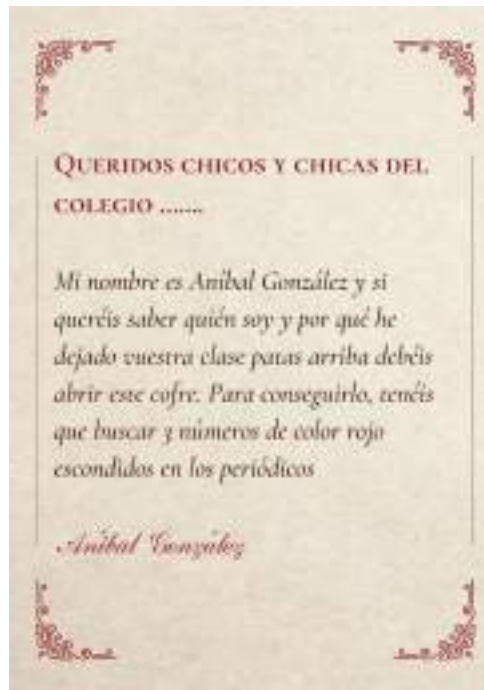 QUERIDOS CHICOS Y CHICAS DEL
COLEGIO .......
Mi nombre es Aníbal González y si
queréis saber quién soy y por qué he
dejado vuestra clase patas arriba debéis
abrir este cofre. Para conseguirlo, tenéis
que buscar 3 números de color rojo
escondidos en los periódicos
Aníbal González